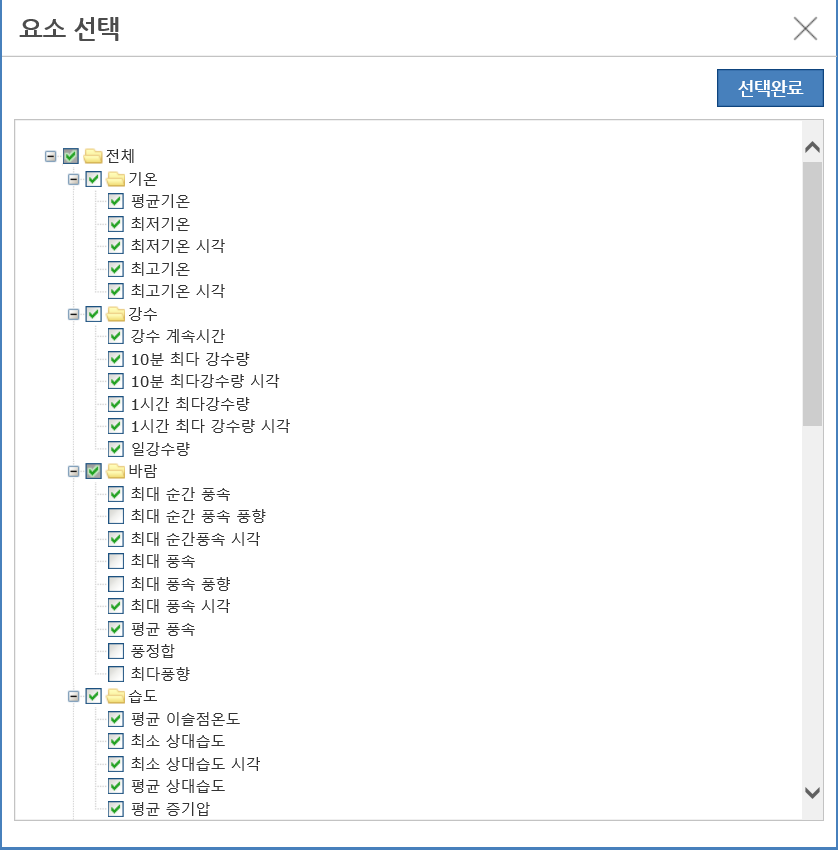 요소 선택
선택완료
전체
기온
평균기온
최저기온
최저기온 시각
최고기온
최고기온 시각
강수
강수 계속시간
10분 최다 강수량
10분 최다강수량 시각
1시간 최다강수량
1시간 최다 강수량 시각
일강수량
바람
최대 순간 풍속
최대 순간 풍속 풍향
최대 순간풍속 시각
최대 풍속
최대 풍속 풍향
최대 풍속 시각
평균 풍속
풍정합
최다풍향
습도
평균 이슬점온도
최소 상대습도
최소 상대습도 시각
평균 상대습도
평균 증기압